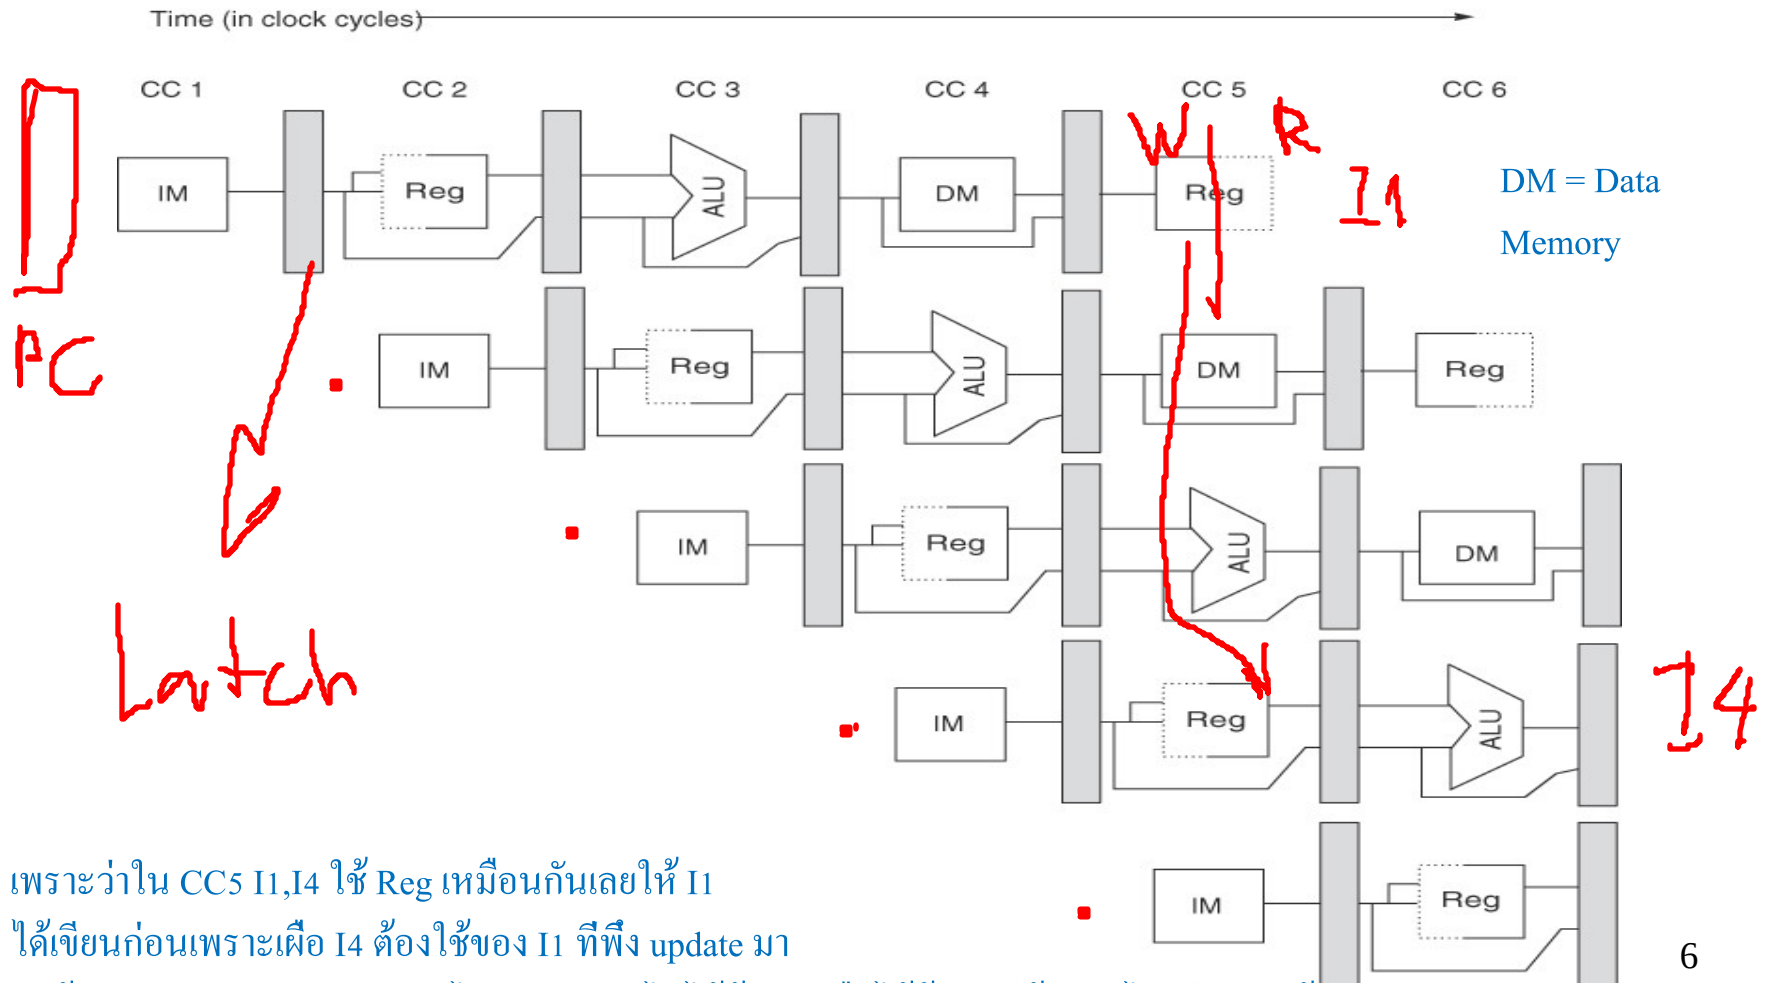 Time (in clock cycles)
CC 1 CC 2 CC 3 CC 4 CC 5 CC 6
W R
IM Reg ALU DM Reg I1
DM = Data
Memory
PC
IM Reg ALU DM Reg
IM Reg ALU DM
Latch
IM Reg ALU I4
IM Reg
เพราะว่าใน CC5 I1,I4 ใช้ Reg เหมือนกันเลยให้ I1
ได้เขียนก่อนเพราะเผือ I4 ต้องใช้ของ I1 ทีพึง update มา
6